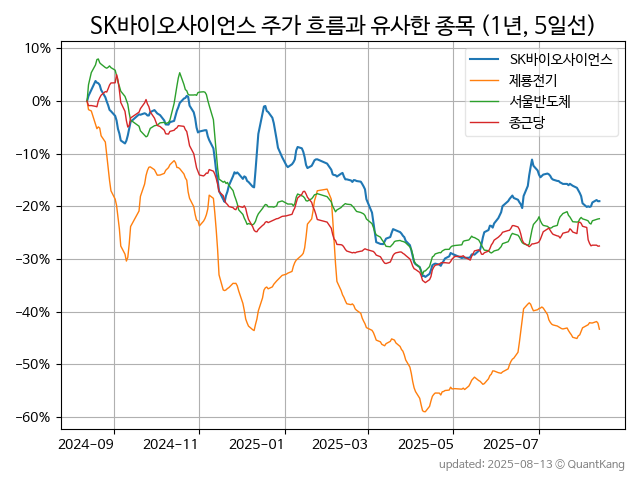 SK바이오사이언스 주가 흐름과 유사한 종목 (1년, 5일선)
SK바이오사이언스
제룡전기
서울반도체
종근당
10%
0%
−10%
−20%
−30%
−40%
−50%
−60%
2024-09
2024-11
2025-01
2025-03
2025-05
2025-07
updated: 2025-08-13 © QuantKang